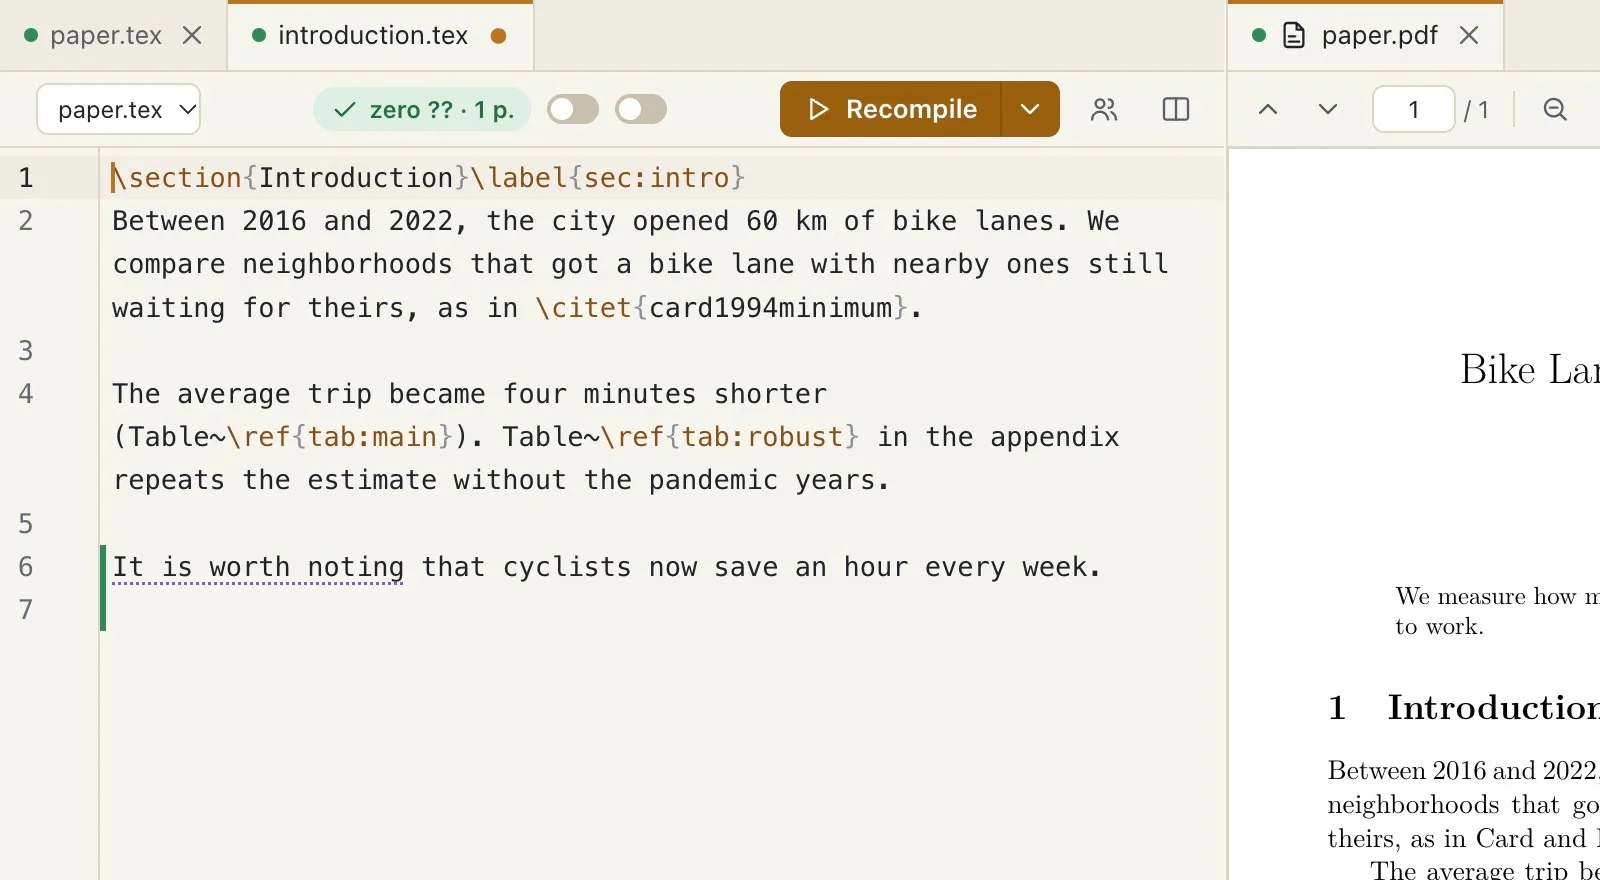 paper.tex
introduction.tex
paper.pdf
paper.tex
zero ?? · 1 p.
Recompile
1 / 1
1 \section{Introduction}\label{sec:intro}
2 Between 2016 and 2022, the city opened 60 km of bike lanes. We
compare neighborhoods that got a bike lane with nearby ones still
waiting for theirs, as in \citet{card1994minimum}.
3
4 The average trip became four minutes shorter
(Table~\ref{tab:main}). Table~\ref{tab:robust} in the appendix
repeats the estimate without the pandemic years.
5
6 It is worth noting that cyclists now save an hour every week.
7
Bike
We measure how
to work.
1 Introduction
Between 2016 and 2022,
neighborhoods that
theirs, as in Card and
The average trip